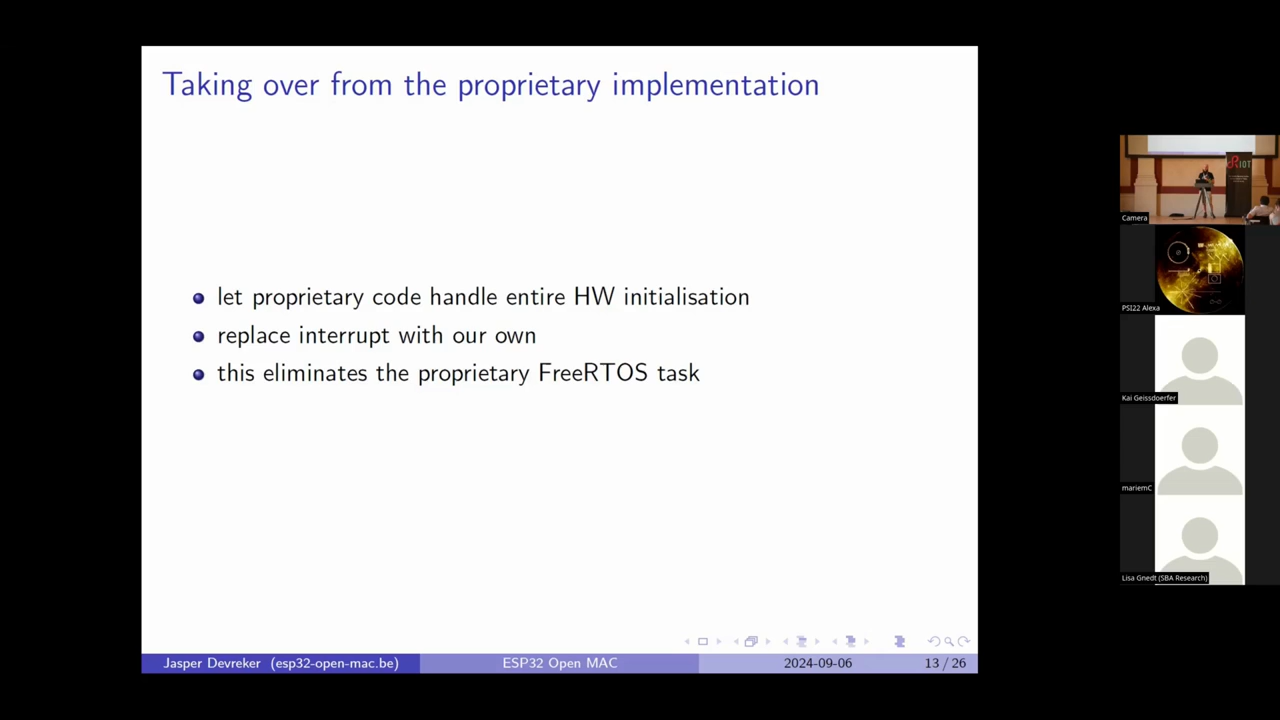 Taking over from the proprietary implementation
let proprietary code handle entire HW initialisation
replace interrupt with our own
this eliminates the proprietary FreeRTOS task
Jasper Devreker (esp32-open-mac.be)
ESP32 Open MAC
2024-09-06
13 / 26
RIOT
Camera
PSI22 Alexa
Kai Geissdoerfer
mariemC
Lisa Gnedt (SBA Research)